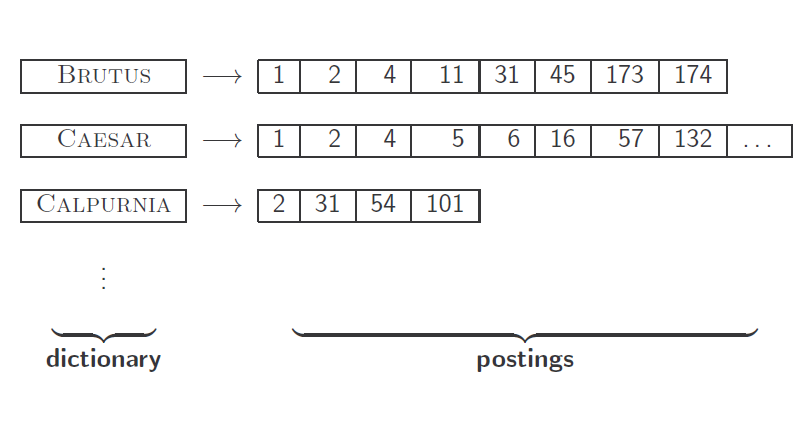 BRUTUS → 1 2 4 11 31 45 173 174
CAESAR → 1 2 4 5 6 16 57 132 ...
CALPURNIA → 2 31 54 101
⋮
dictionary postings